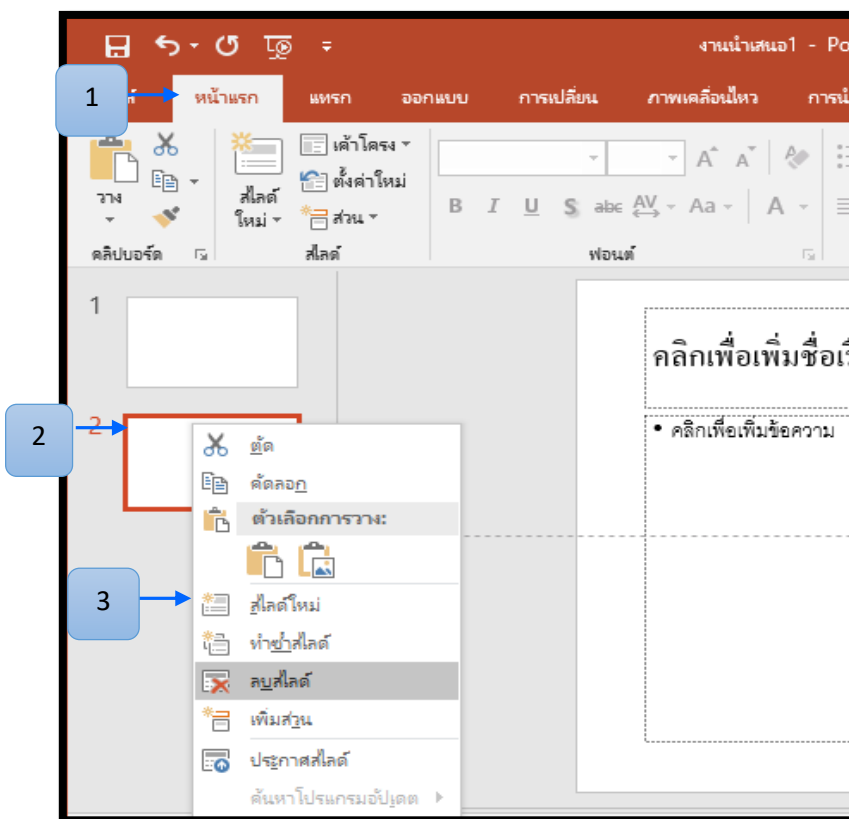 งานนำเสนอ1 - Po
1
หน้าแรก แทรก ออกแบบ การเปลี่ยน ภาพเคลื่อนไหว การนำ
เค้าโครง
วาง
สไลด์ใหม่
ตั้งค่าใหม่
ส่วน
B I U S abc AV Aa A
คลิปบอร์ด สไลด์ ฟอนต์
1
คลิกเพื่อเพิ่มชื่อเรื
2
2
• คลิกเพื่อเพิ่มข้อความ
ตัด
คัดลอก
ตัวเลือกการวาง:
3
สไลด์ใหม่
ทำซ้ำสไลด์
ลบสไลด์
เพิ่มส่วน
ประกาศสไลด์
ค้นหาโปรแกรมอัปเดต